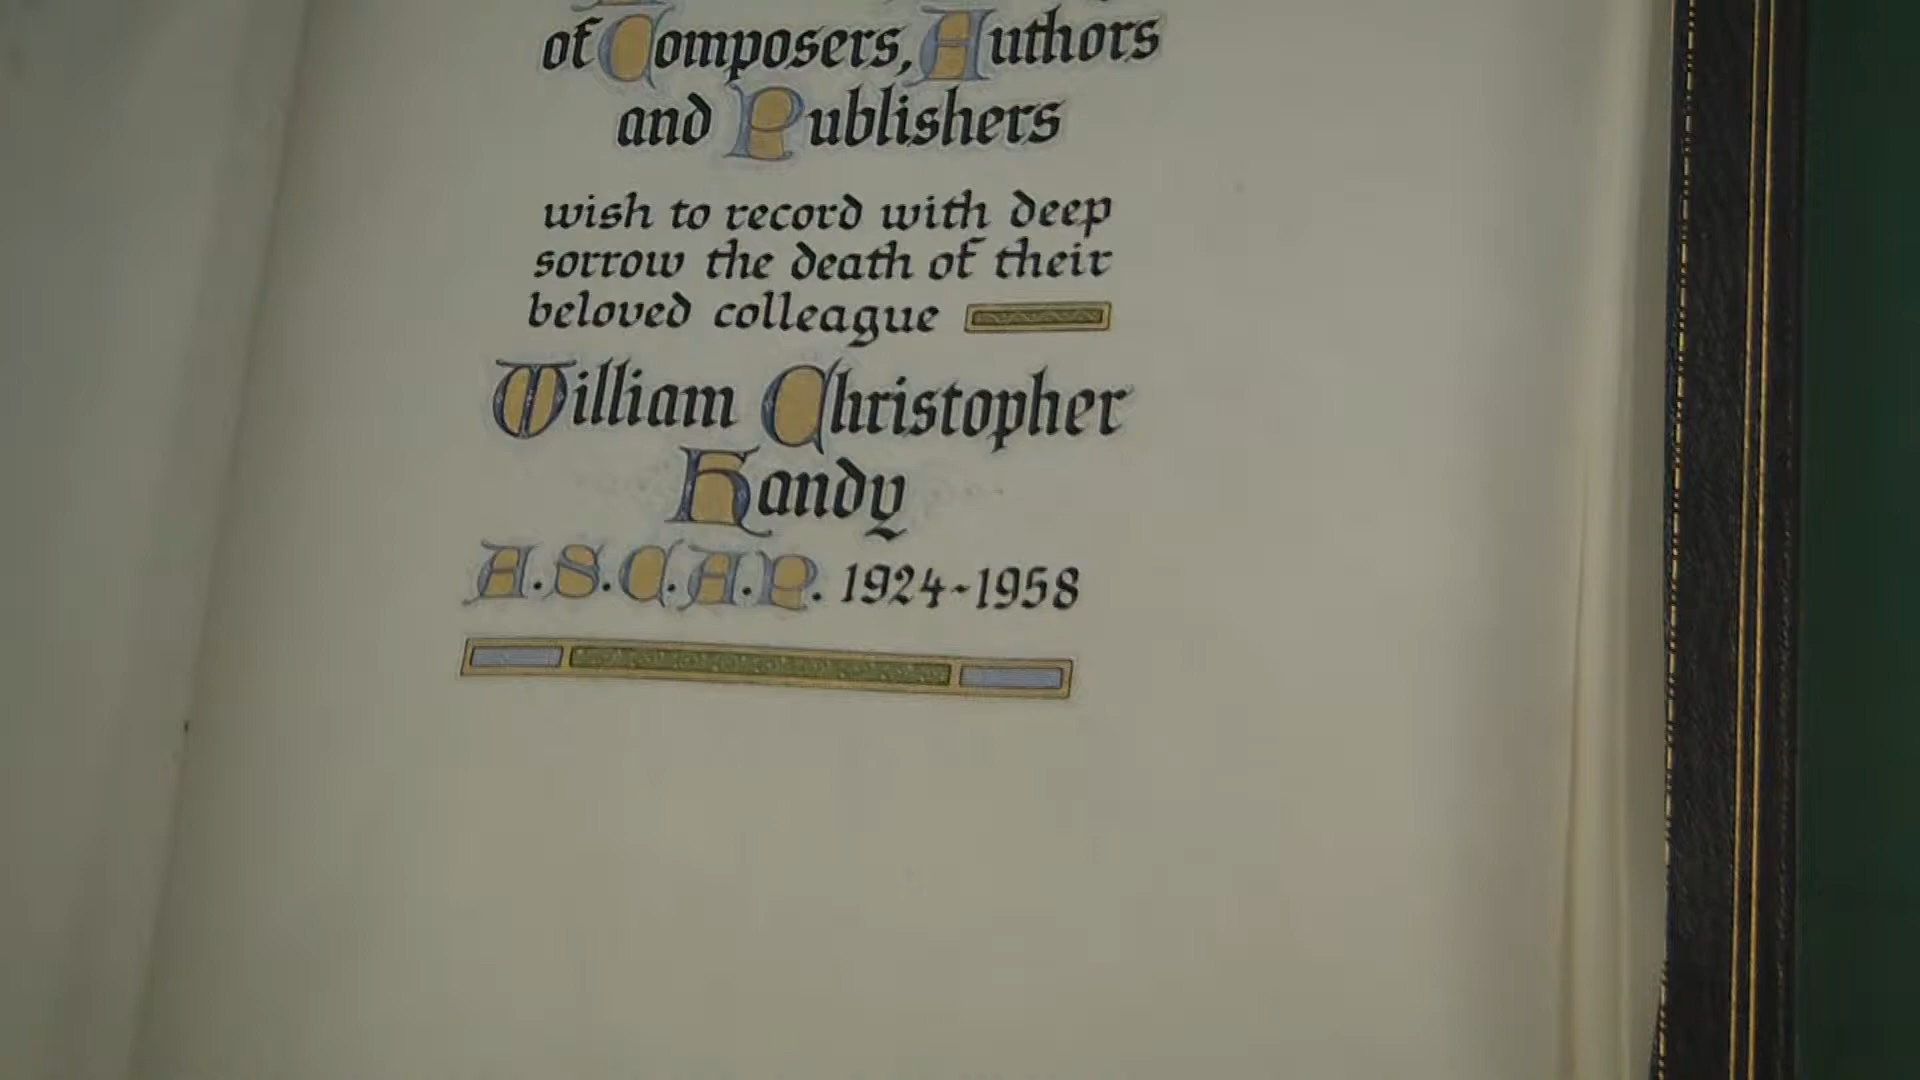 of Composers, Authors
and Publishers
wish to record with deep
sorrow the death of their
beloved colleague
William Christopher
Handy
A.S.C.A.P. 1924-1958